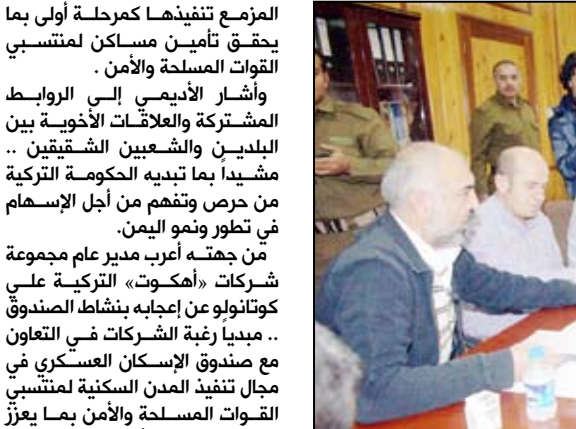 المزمع تنفيذها كمرحلة أولى بما
يحقق تأمين مساكن لمنتسبي
القوات المسلحة والأمن .
وأشار الأديمي إلى الروابط
المشتركة والعلاقات الأخوية بين
البلدين والشعبين الشقيقين ..
مشيداً بما تبديه الحكومة التركية
من حرص وتفهم من أجل الإسهام
في تطور ونمو اليمن.
من جهته أعرب مدير عام مجموعة
شركات «أهكوت» التركية علي
كوتانولو عن إعجابه بنشاط الصندوق
.. مبدياً رغبة الشركات في التعاون
مع صندوق الإسكان العسكري في
مجال تنفيذ المدن السكنية لمنتسبي
القوات المسلحة والأمن بما يعزز